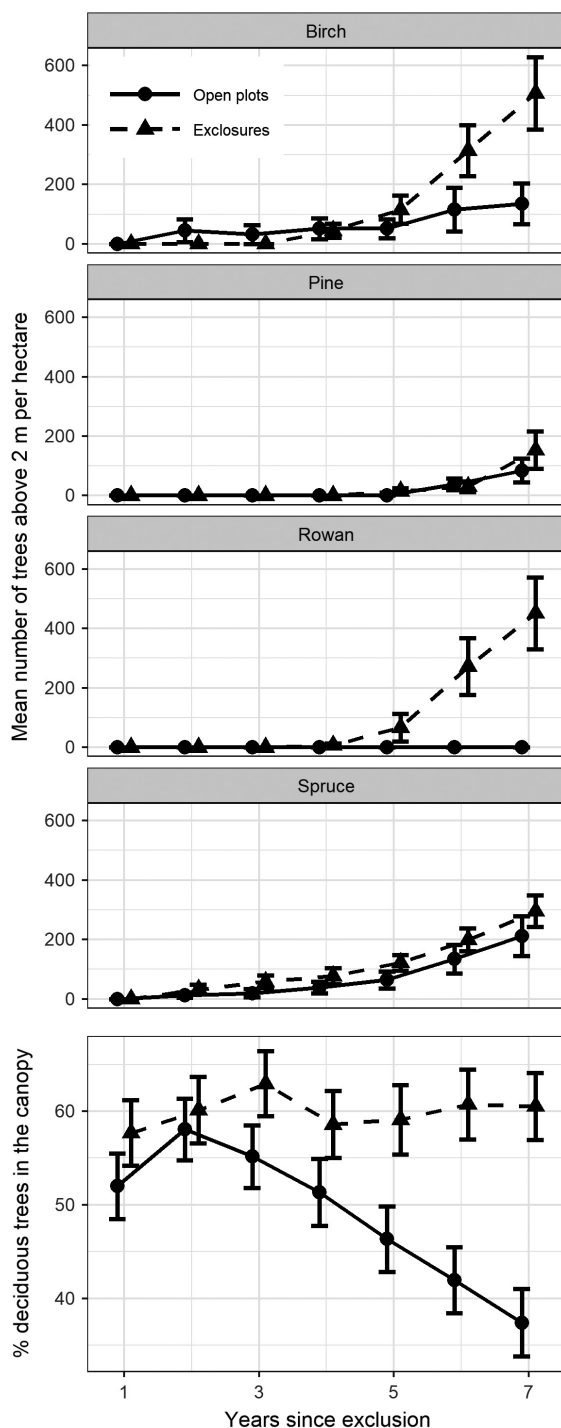 Birch
600
400
200
0
Open plots
Exclosures
Pine
600
400
200
0
Rowan
600
400
200
0
Spruce
600
400
200
0
Mean number of trees above 2 m per hectare
60
50
40
% deciduous trees in the canopy
1 3 5 7
Years since exclusion